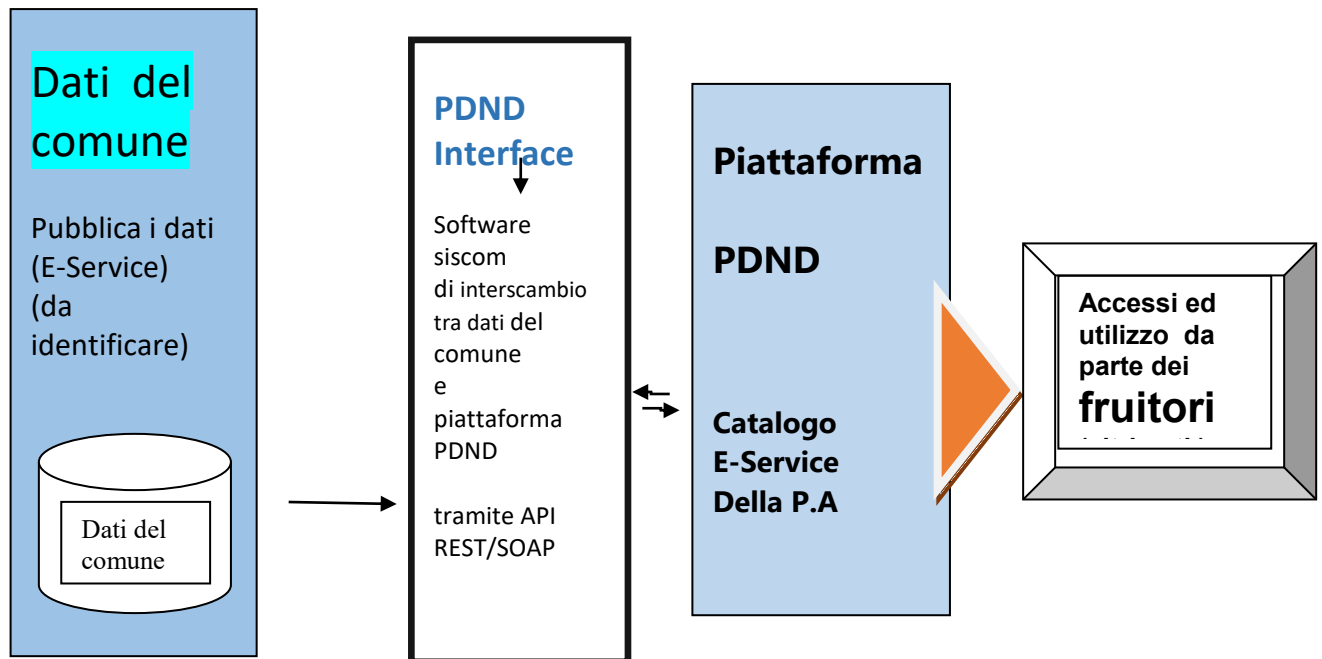 Dati del
comune
Pubblica i dati
(E-Service)
(da
identificare)
Dati del
comune
PDND
Interface
Software
siscom
di interscambio
tra dati del
comune
e
piattaforma
PDND
tramite API
REST/SOAP
Piattaforma
PDND
Catalogo
E-Service
Della P.A
Accessi ed
utilizzo da
parte dei
fruitori